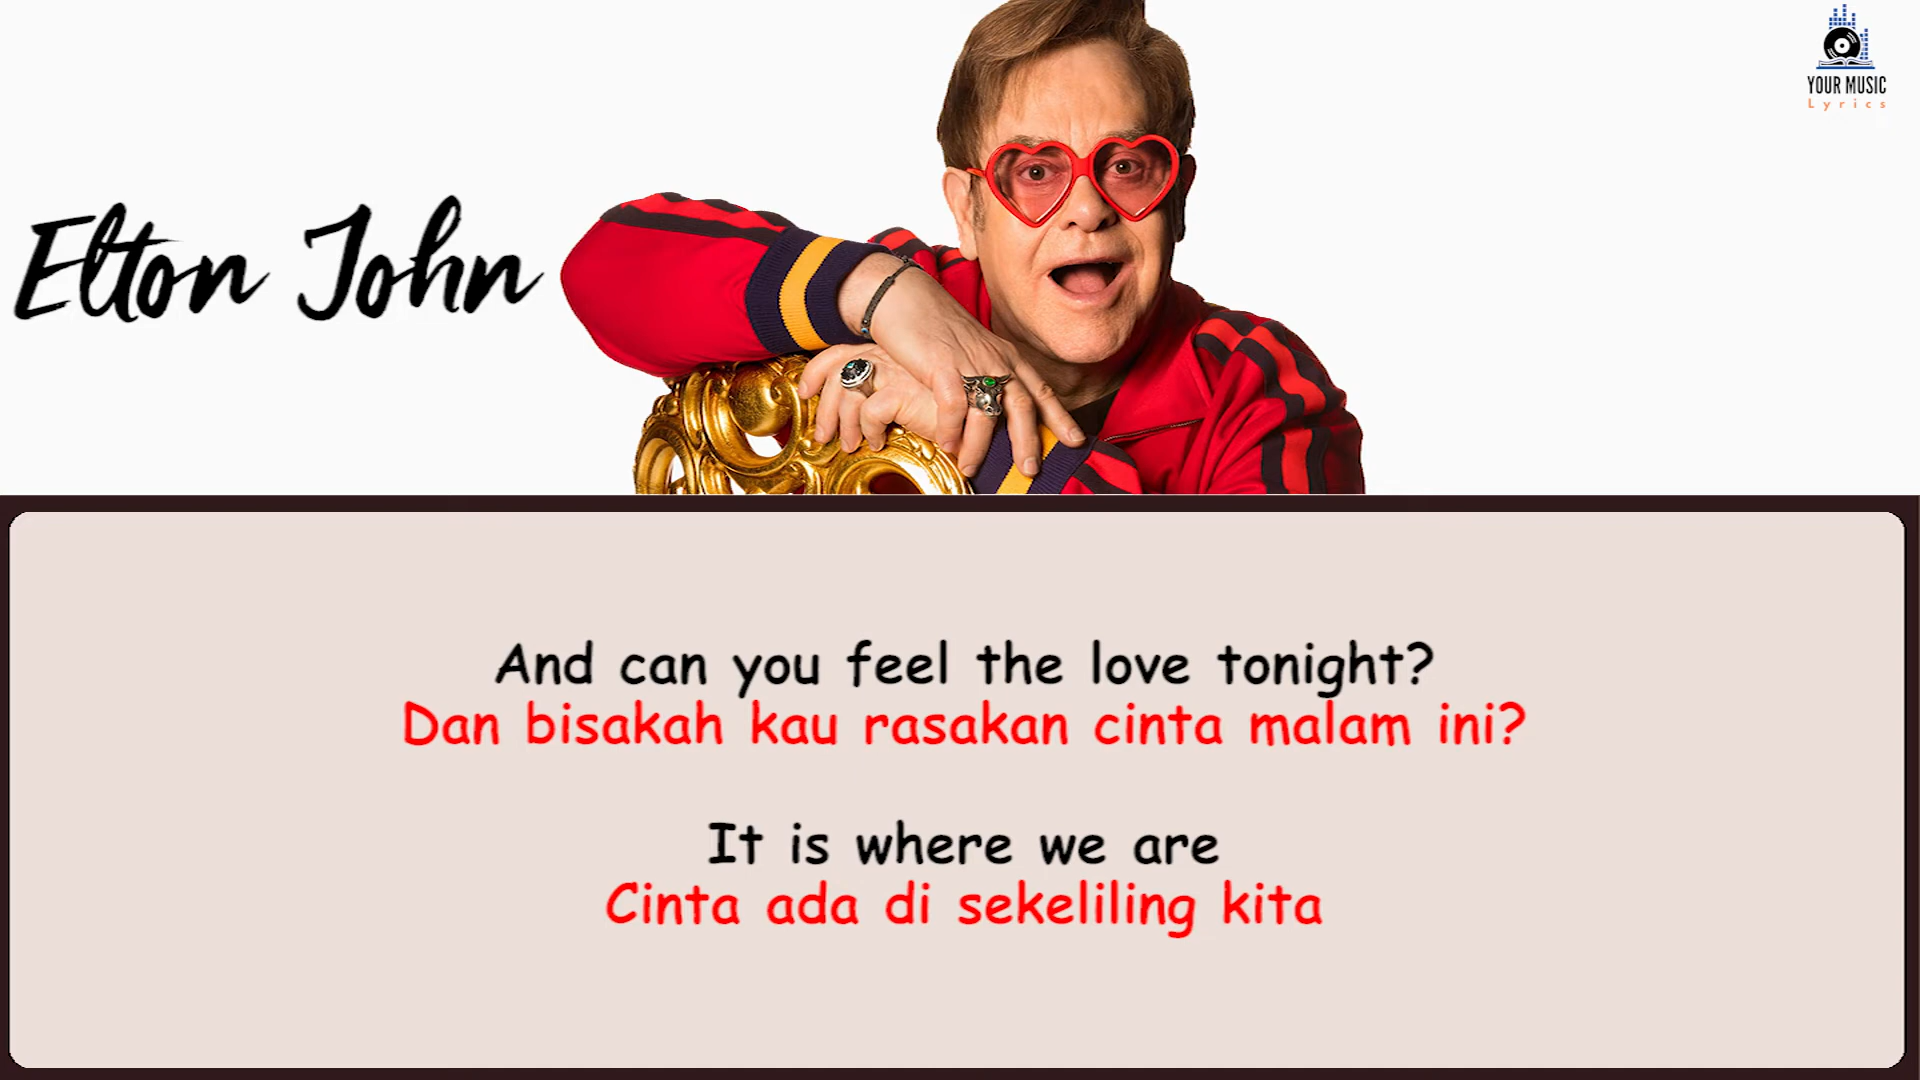 YOUR MUSIC
Lyrics
Elton John
And can you feel the love tonight?
Dan bisakah kau rasakan cinta malam ini?
It is where we are
Cinta ada di sekeliling kita